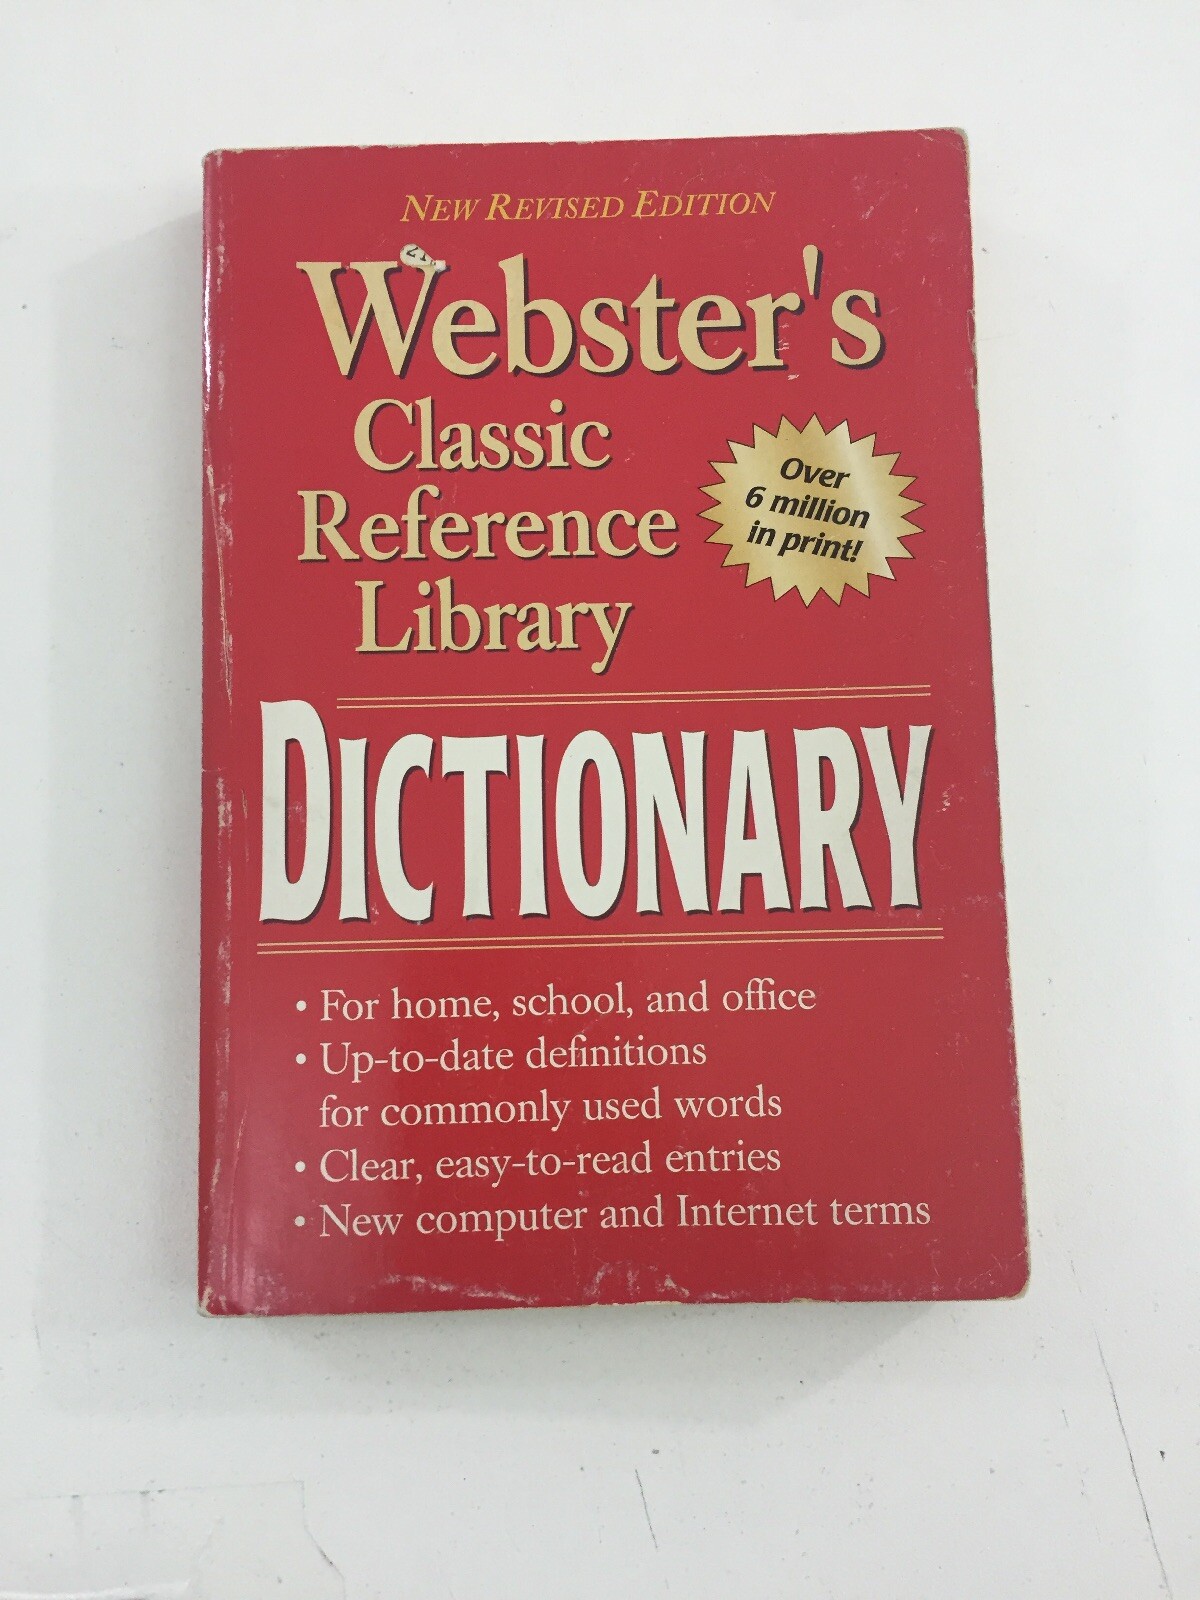 NEW REVISED EDITION
Webster's
Classic
Reference
Library
Over
6 million
in print!
DICTIONARY
• For home, school, and office
• Up-to-date definitions
for commonly used words
• Clear, easy-to-read entries
• New computer and Internet terms